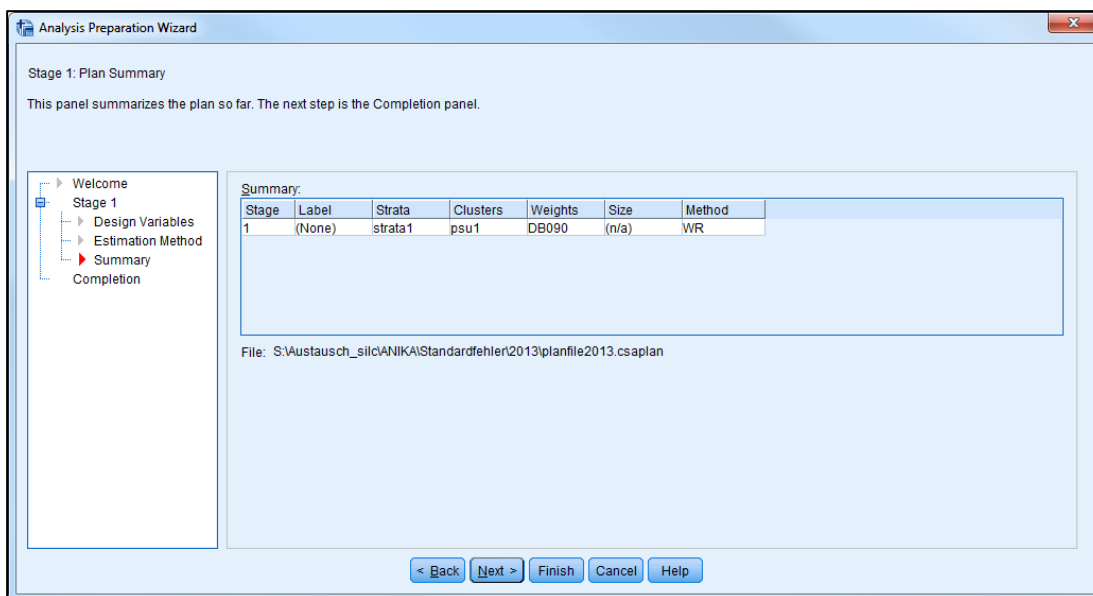 Analysis Preparation Wizard
Stage 1: Plan Summary
This panel summarizes the plan so far. The next step is the Completion panel.
Welcome
Stage 1
Design Variables
Estimation Method
Summary
Completion
Summary:
Stage Label Strata Clusters Weights Size Method
1 (None) strata1 psu1 DB090 (n/a) WR
File: S:\Austausch_silc\ANIKA\Standardfehler\2013\planfile2013.csaplan
< Back Next > Finish Cancel Help